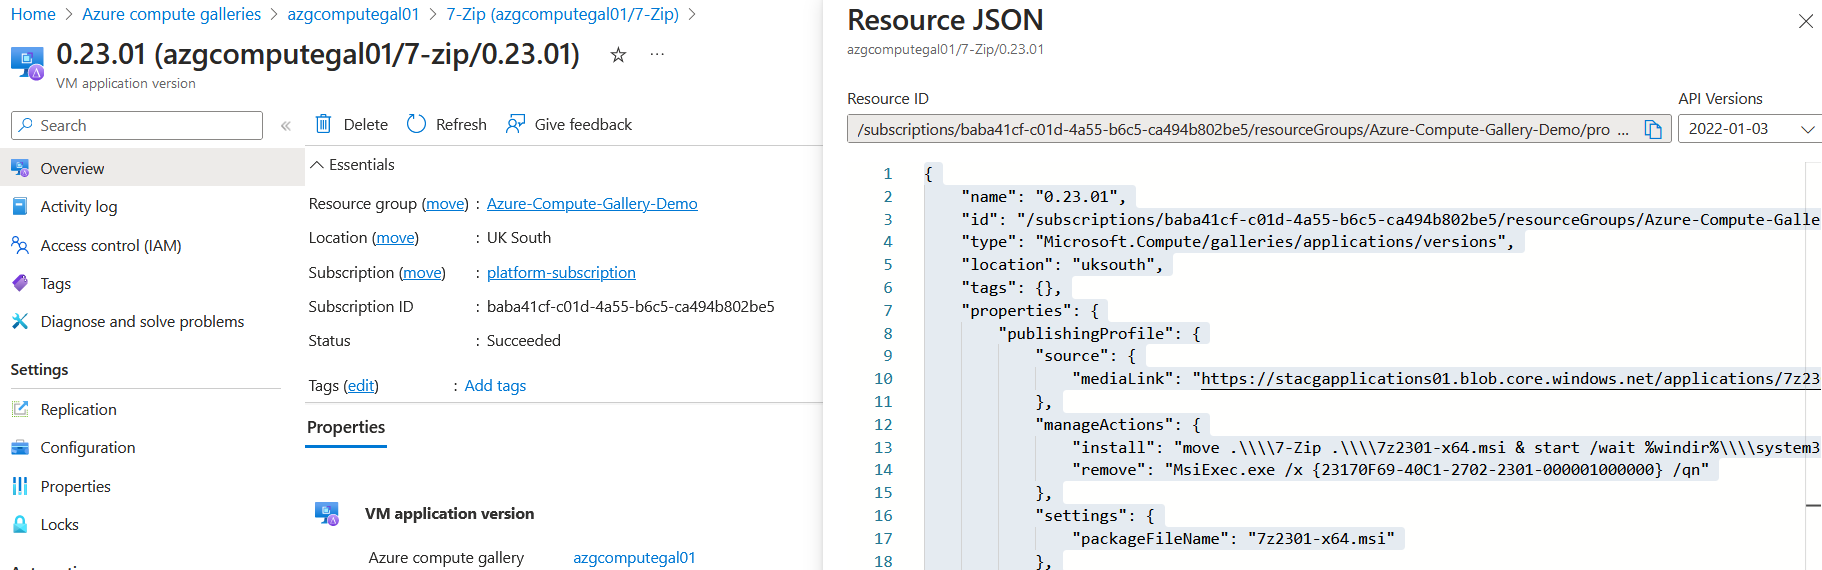 Home > Azure compute galleries > azgcomputegal01 > 7-Zip (azgcomputegal01/7-Zip) >
0.23.01 (azgcomputegal01/7-zip/0.23.01)
VM application version
Search
Overview
Activity log
Access control (IAM)
Tags
Diagnose and solve problems
Settings
Replication
Configuration
Properties
Locks
Delete Refresh Give feedback
Essentials
Resource group (move) : Azure-Compute-Gallery-Demo
Location (move) : UK South
Subscription (move) : platform-subscription
Subscription ID : baba41cf-c01d-4a55-b6c5-ca494b802be5
Status : Succeeded
Tags (edit) : Add tags
Properties
VM application version
Azure compute gallery azgcomputegal01
Resource JSON
azgcomputegal01/7-Zip/0.23.01
Resource ID
/subscriptions/baba41cf-c01d-4a55-b6c5-ca494b802be5/resourceGroups/Azure-Compute-Gallery-Demo/pro ...
API Versions
2022-01-03
1 {
2 "name": "0.23.01",
3 "id": "/subscriptions/baba41cf-c01d-4a55-b6c5-ca494b802be5/resourceGroups/Azure-Compute-Galle
4 "type": "Microsoft.Compute/galleries/applications/versions",
5 "location": "uksouth",
6 "tags": {},
7 "properties": {
8 "publishingProfile": {
9 "source": {
10 "mediaLink": "https://stacgapplications01.blob.core.windows.net/applications/7z23
11 },
12 "manageActions": {
13 "install": "move .\\\\7-Zip .\\\\7z2301-x64.msi & start /wait %windir%\\\\system3
14 "remove": "MsiExec.exe /x {23170F69-40C1-2702-2301-000001000000} /qn"
15 },
16 "settings": {
17 "packageFileName": "7z2301-x64.msi"
18 },